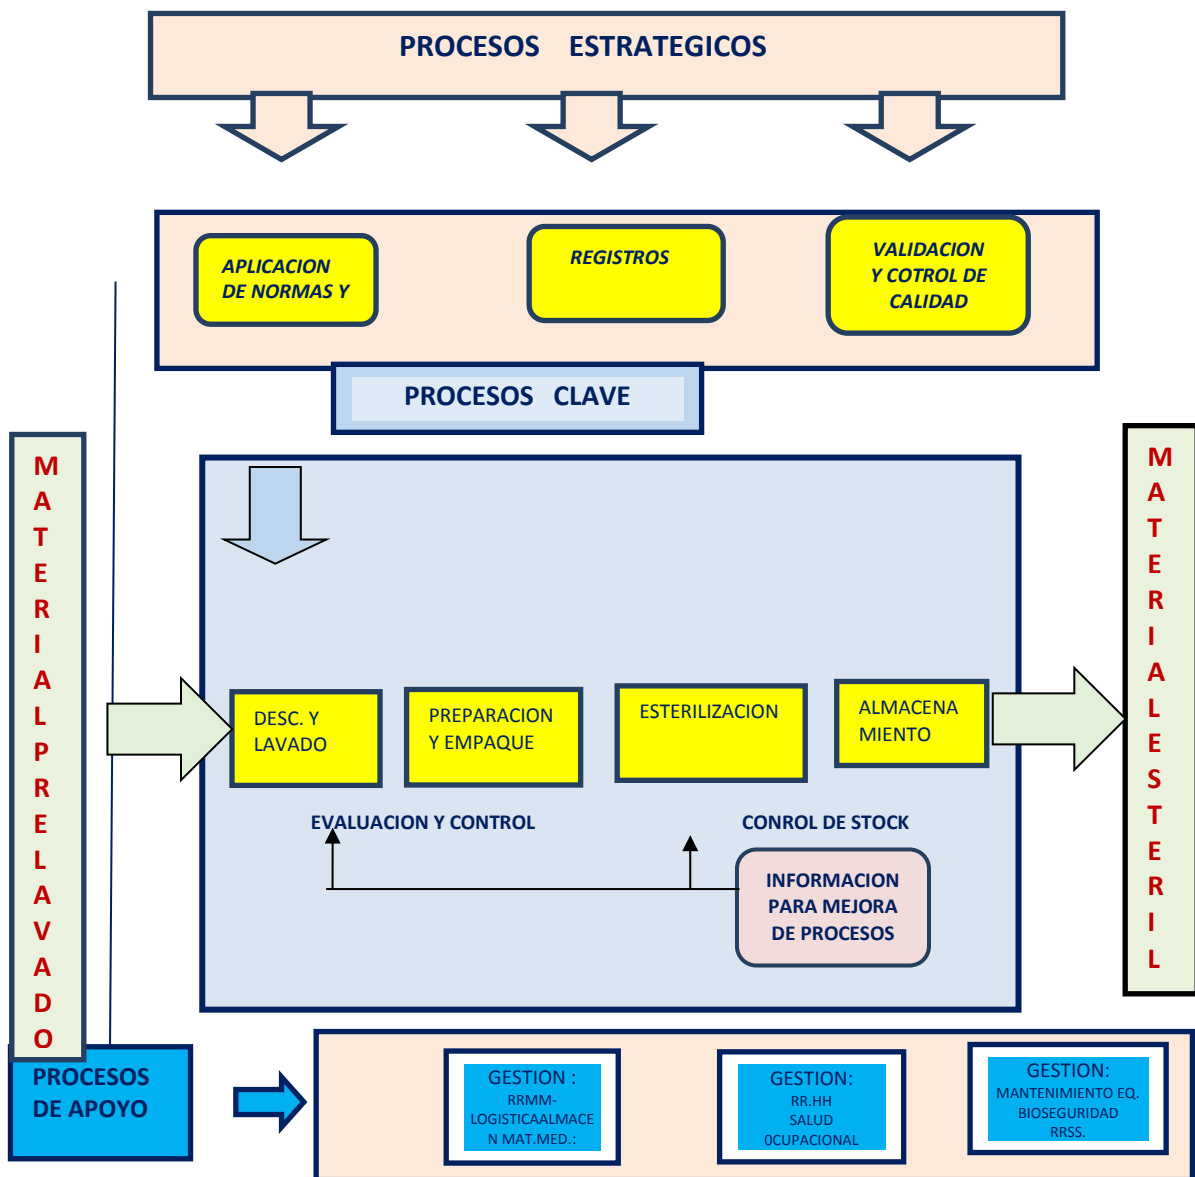 PROCESOS ESTRATEGICOS
APLICACION
DE NORMAS Y
REGISTROS
VALIDACION
Y COTROL DE
CALIDAD
PROCESOS CLAVE
M
A
T
E
R
I
A
L
P
R
E
L
A
V
A
D
O
DESC. Y
LAVADO
PREPARACION
Y EMPAQUE
ESTERILIZACION
ALMACENA
MIENTO
EVALUACION Y CONTROL
CONROL DE STOCK
INFORMACION
PARA MEJORA
DE PROCESOS
M
A
T
E
R
I
A
L
E
S
T
E
R
I
L
PROCESOS
DE APOYO
GESTION :
RRMM-
LOGISTICAALMACE
N MAT.MED.:
GESTION:
RR.HH
SALUD
0CUPACIONAL
GESTION:
MANTENIMIENTO EQ.
BIOSEGURIDAD
RRSS.